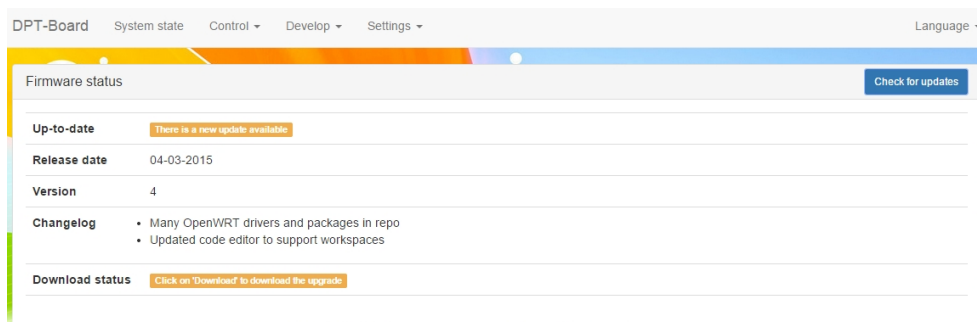 DPT-Board System state Control Develop Settings Language
Firmware status Check for updates
Up-to-date There is a new update available
Release date 04-03-2015
Version 4
Changelog • Many OpenWRT drivers and packages in repo
• Updated code editor to support workspaces
Download status Click on 'Download' to download the upgrade